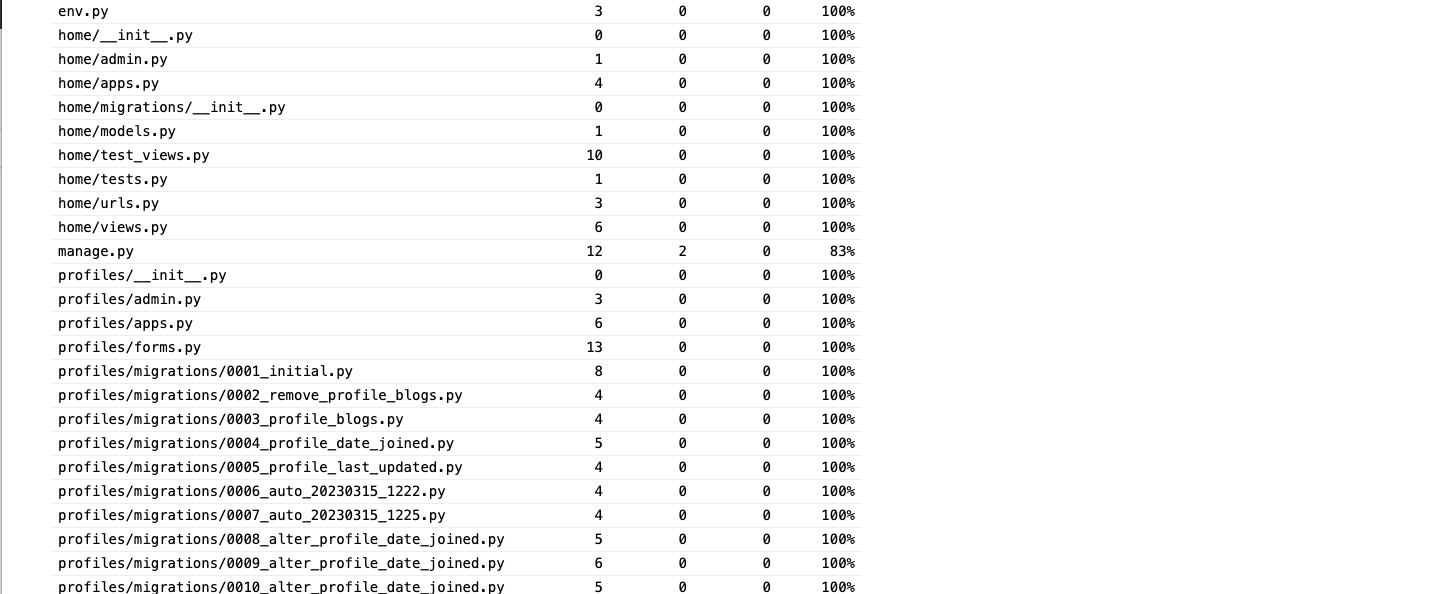 env.py 3 0 0 100%
home/__init__.py 0 0 0 100%
home/admin.py 1 0 0 100%
home/apps.py 4 0 0 100%
home/migrations/__init__.py 0 0 0 100%
home/models.py 1 0 0 100%
home/test_views.py 10 0 0 100%
home/tests.py 1 0 0 100%
home/urls.py 3 0 0 100%
home/views.py 6 0 0 100%
manage.py 12 2 0 83%
profiles/__init__.py 0 0 0 100%
profiles/admin.py 3 0 0 100%
profiles/apps.py 6 0 0 100%
profiles/forms.py 13 0 0 100%
profiles/migrations/0001_initial.py 8 0 0 100%
profiles/migrations/0002_remove_profile_blogs.py 4 0 0 100%
profiles/migrations/0003_profile_blogs.py 4 0 0 100%
profiles/migrations/0004_profile_date_joined.py 5 0 0 100%
profiles/migrations/0005_profile_last_updated.py 4 0 0 100%
profiles/migrations/0006_auto_20230315_1222.py 4 0 0 100%
profiles/migrations/0007_auto_20230315_1225.py 4 0 0 100%
profiles/migrations/0008_alter_profile_date_joined.py 5 0 0 100%
profiles/migrations/0009_alter_profile_date_joined.py 6 0 0 100%
profiles/migrations/0010_alter_profile_date_joined.py 5 0 0 100%